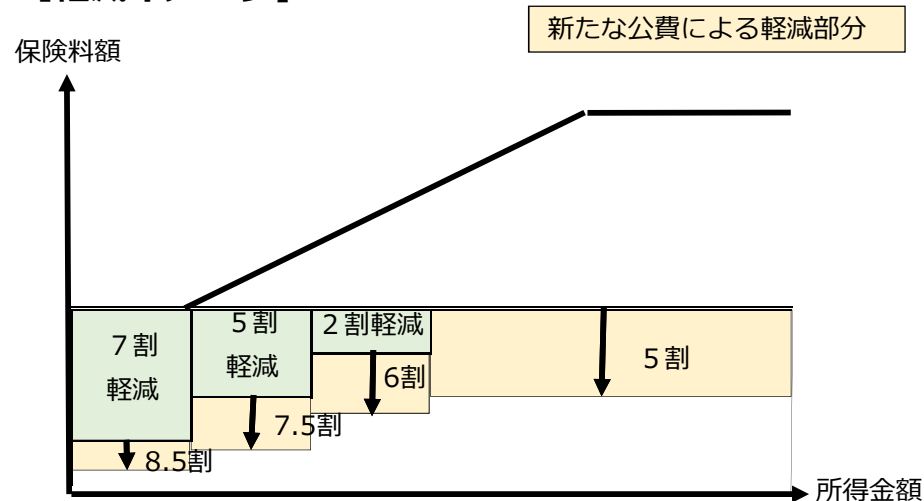 新たな公費による軽減部分
保険料額
７割
軽減
５割
軽減
２割軽減
6割
５割
7.5割
8.5割
所得金額